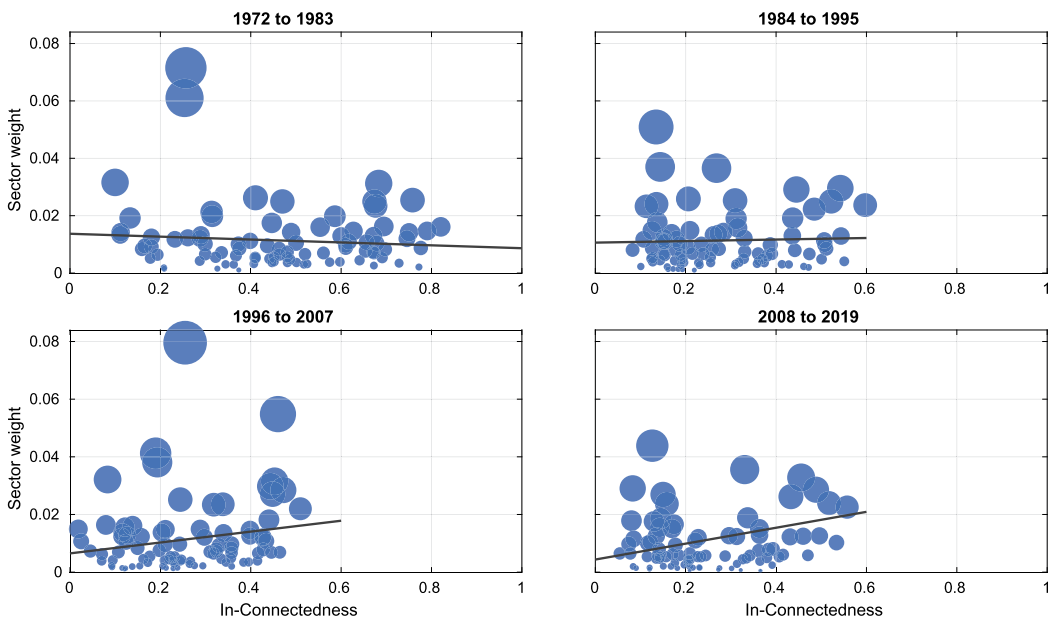 1972 to 1983
1984 to 1995
Sector weight
0.08
0.06
0.04
0.02
0
0 0.2 0.4 0.6 0.8 1
0 0.2 0.4 0.6 0.8 1
1996 to 2007
2008 to 2019
Sector weight
0.08
0.06
0.04
0.02
0
0 0.2 0.4 0.6 0.8 1
0 0.2 0.4 0.6 0.8 1
In-Connectedness
In-Connectedness